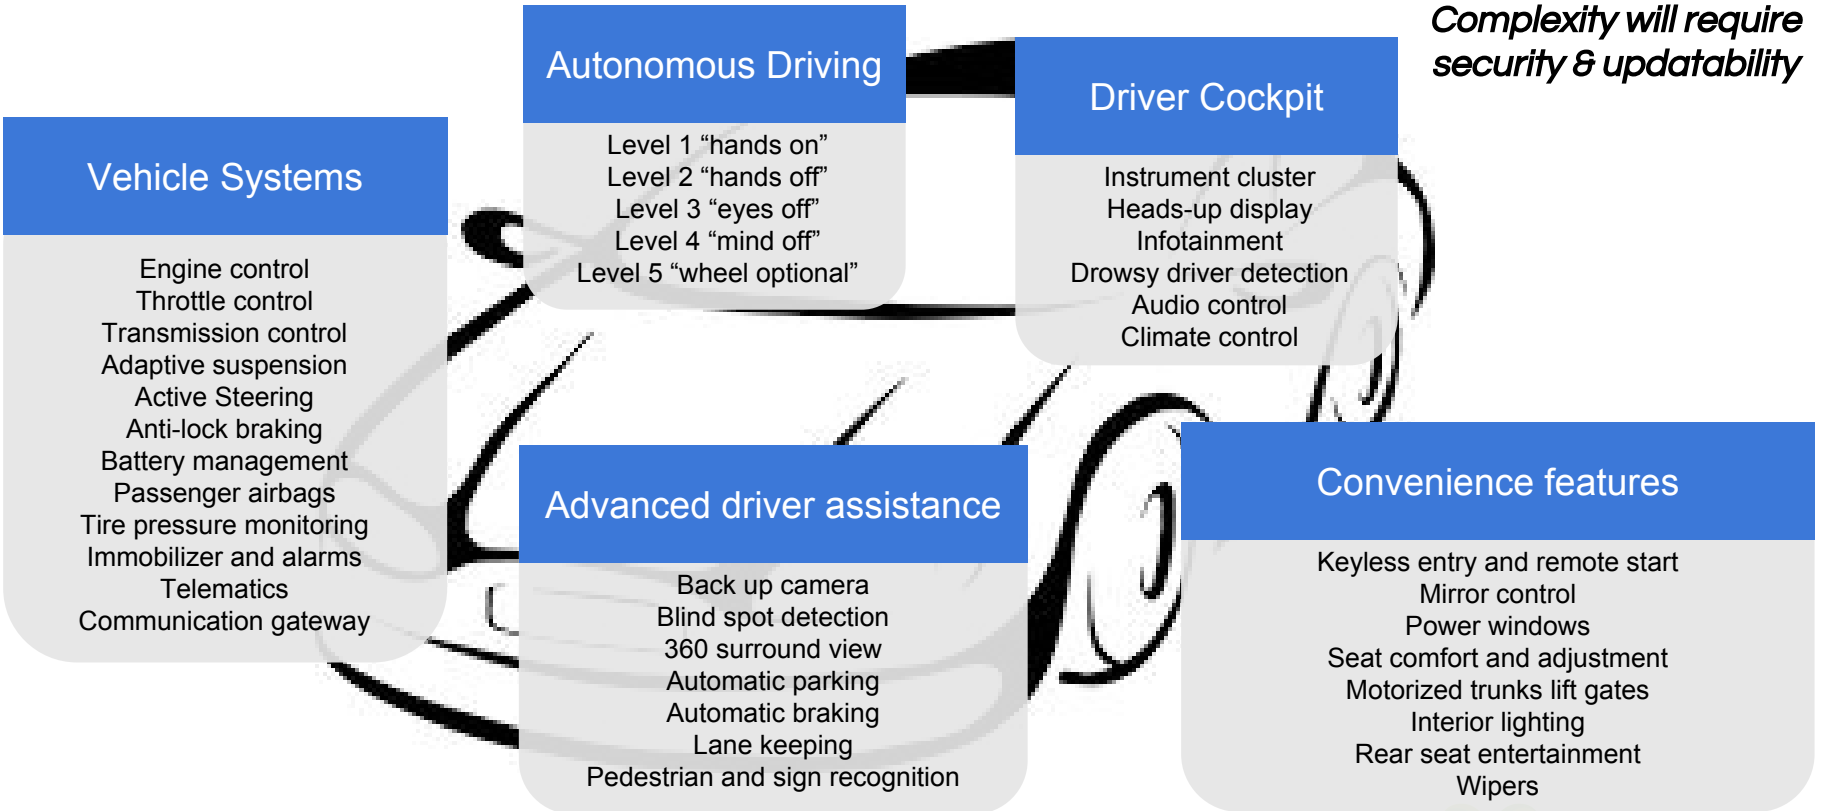 Complexity will require
security & updatability
Vehicle Systems
Engine control
Throttle control
Transmission control
Adaptive suspension
Active Steering
Anti-lock braking
Battery management
Passenger airbags
Tire pressure monitoring
Immobilizer and alarms
Telematics
Communication gateway
Autonomous Driving
Level 1 “hands on”
Level 2 “hands off”
Level 3 “eyes off”
Level 4 “mind off”
Level 5 “wheel optional”
Driver Cockpit
Instrument cluster
Heads-up display
Infotainment
Drowsy driver detection
Audio control
Climate control
Advanced driver assistance
Back up camera
Blind spot detection
360 surround view
Automatic parking
Automatic braking
Lane keeping
Pedestrian and sign recognition
Convenience features
Keyless entry and remote start
Mirror control
Power windows
Seat comfort and adjustment
Motorized trunks lift gates
Interior lighting
Rear seat entertainment
Wipers